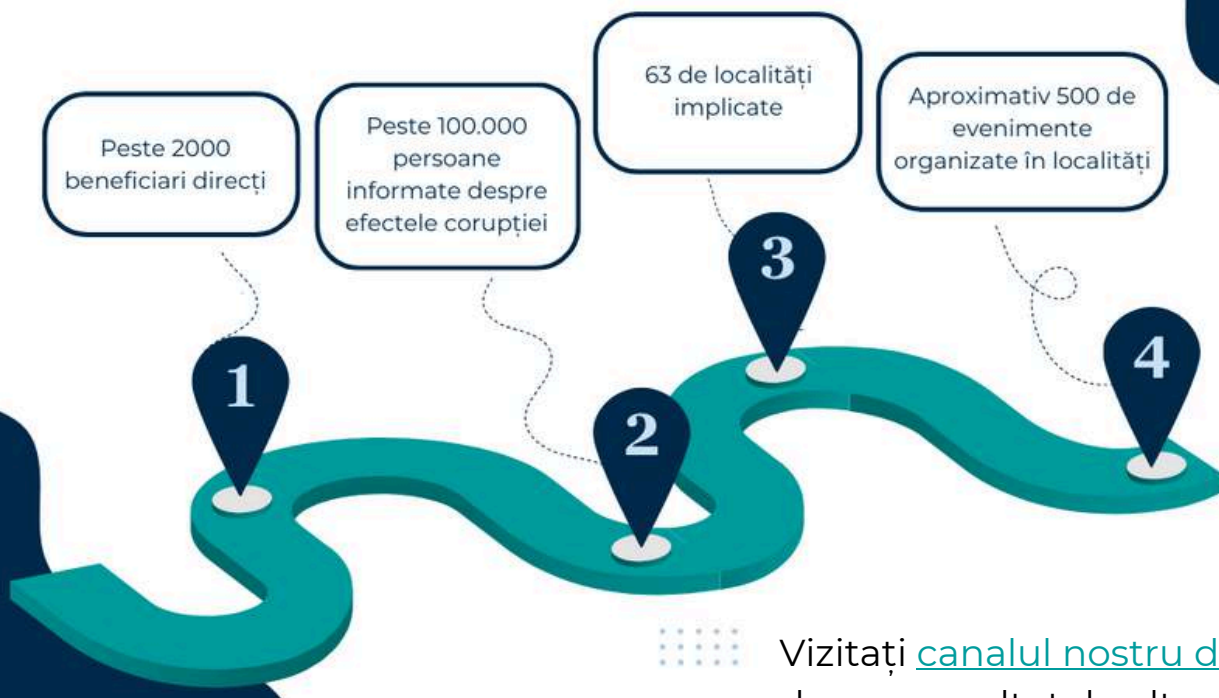 Peste 2000
beneficiari direcți
Peste 100.000
persoane
informate despre
efectele corupției
63 de localități
implicate
Aproximativ 500 de
evenimente
organizate în localități
1
2
3
4
Vizitați canalul nostru